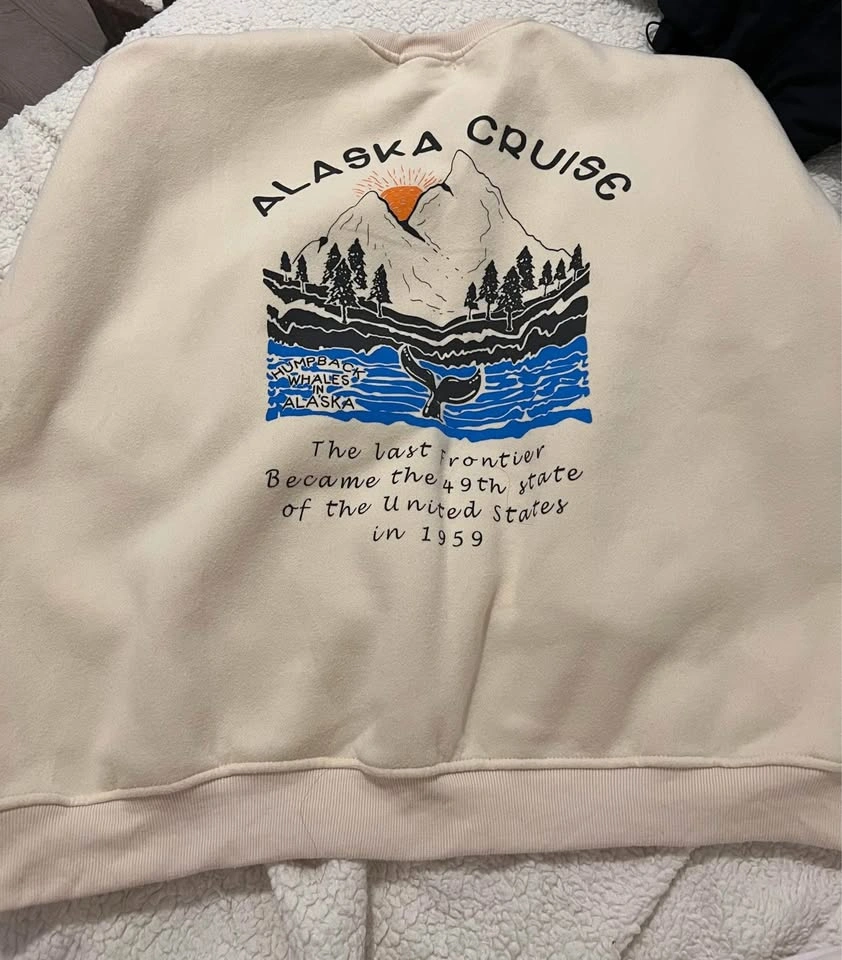 ALASKA CRUISE
HUMPBACK
WHALES
IN
ALASKA
The last frontier
Became the 49th state
of the United States
in 1959